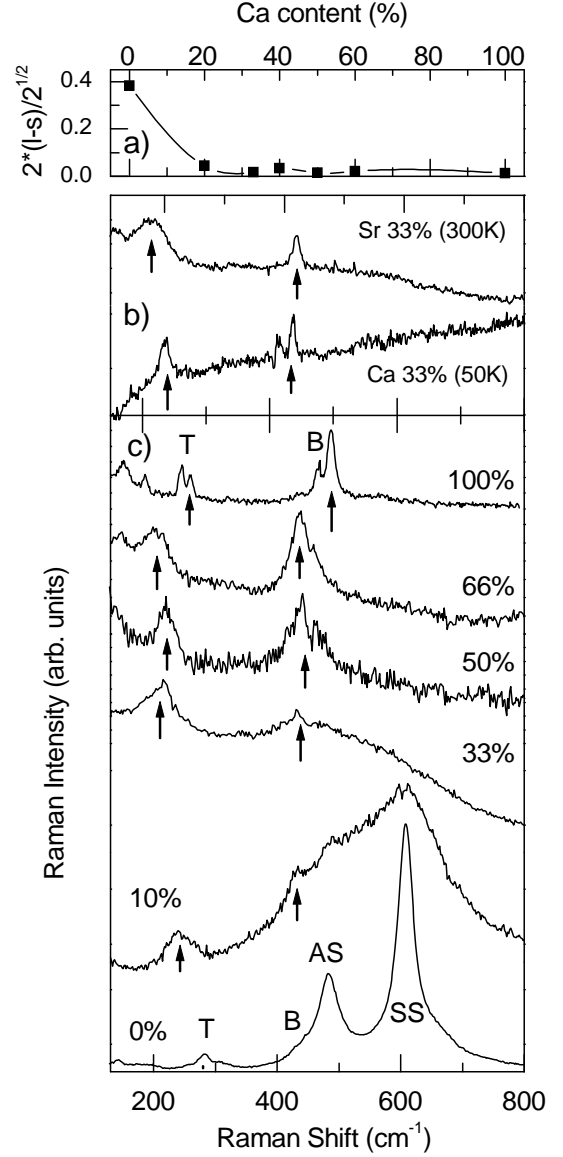 Ca content (%)
0 20 40 60 80 100
2*(l-s)/2^1/2
0.4
0.2
0.0
a)
Sr 33% (300K)
b)
Ca 33% (50K)
c)
T
B
100%
66%
50%
33%
10%
AS
0%
T
B
SS
Raman Intensity (arb. units)
200 400 600 800
Raman Shift (cm⁻¹)